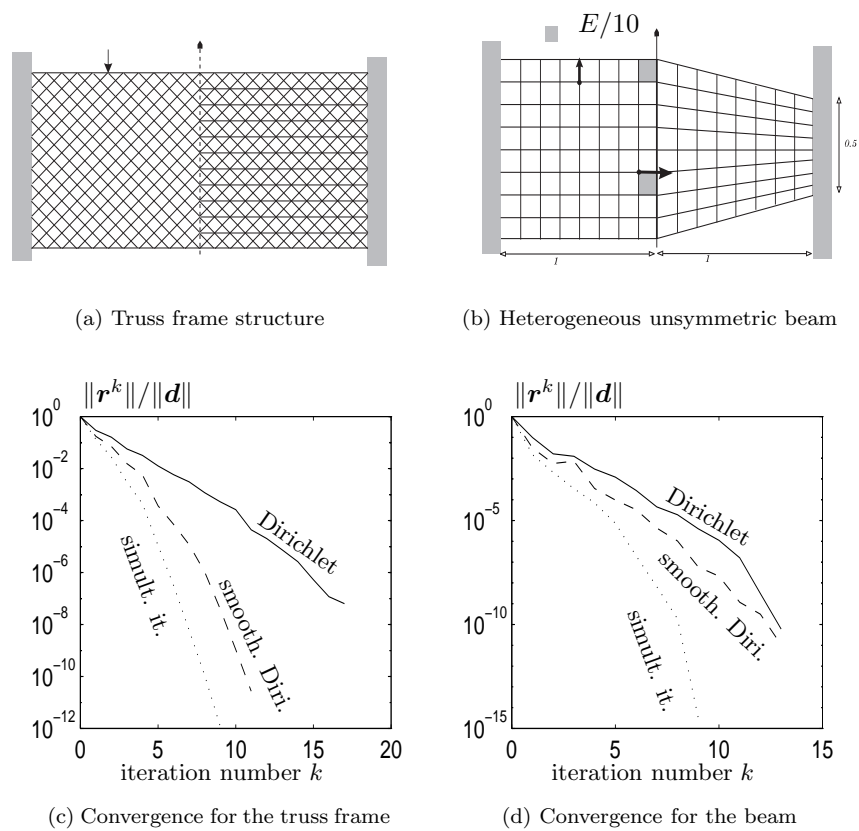 E/10
0.5
1
1
(a) Truss frame structure
(b) Heterogeneous unsymmetric beam
‖r^k‖/‖d‖
10^0
10^−2
10^−4
10^−6
10^−8
10^−10
10^−12
0
5
10
15
20
Dirichlet
smooth. Diri.
simult. it.
iteration number k
(c) Convergence for the truss frame
‖r^k‖/‖d‖
10^0
10^−5
10^−10
10^−15
0
5
10
15
Dirichlet
smooth. Diri.
simult. it.
iteration number k
(d) Convergence for the beam